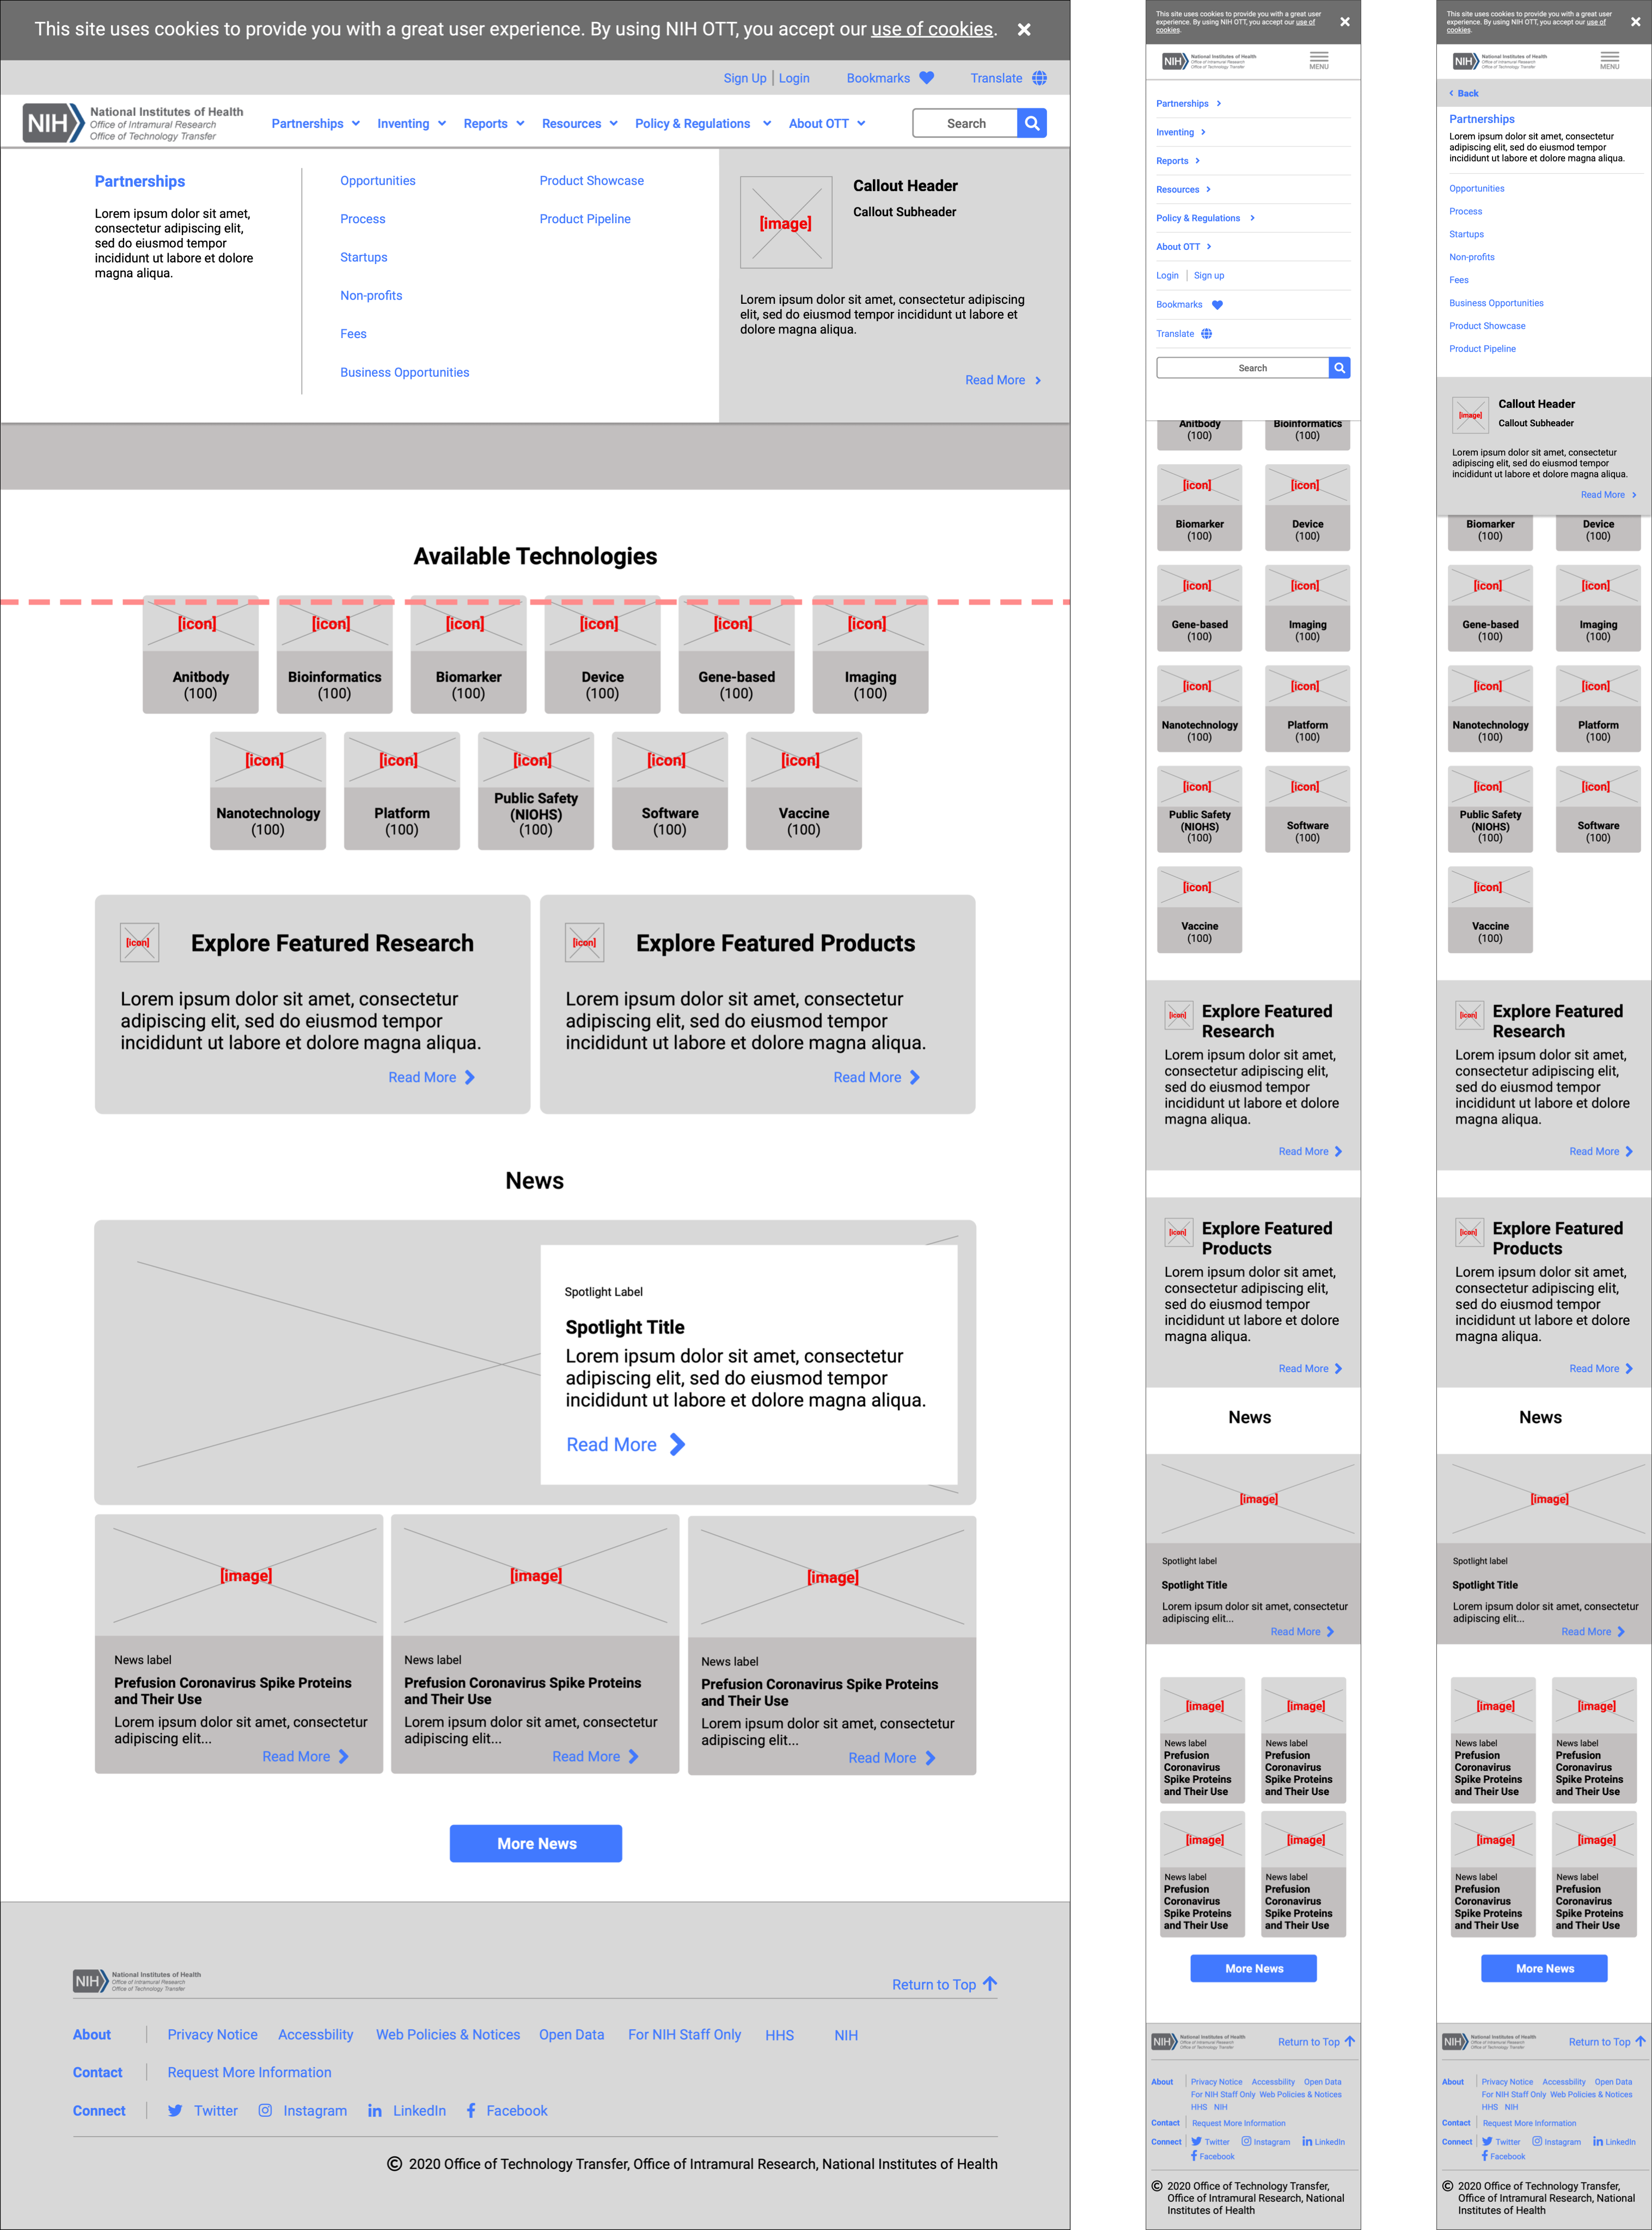 This site uses cookies to provide you with a great user experience. By using NIH OTT, you accept our use of cookies.
Sign Up | Login Bookmarks Translate
NIH National Institutes of Health
Office of Intramural Research
Office of Technology Transfer
Partnerships Inventing Reports Resources Policy & Regulations About OTT Search
Partnerships
Lorem ipsum dolor sit amet,
consectetur adipiscing elit,
sed do eiusmod tempor
incididunt ut labore et dolore
magna aliqua.
Opportunities
Process
Startups
Non-profits
Fees
Business Opportunities
Product Showcase
Product Pipeline
[image]
Callout Header
Callout Subheader
Lorem ipsum dolor sit amet, consectetur adipiscing
elit, sed do eiusmod tempor incididunt ut labore et
dolore magna aliqua.
Read More
Available Technologies
[icon] [icon] [icon] [icon] [icon] [icon]
Anitbody Bioinformatics Biomarker Device Gene-based Imaging
(100) (100) (100) (100) (100) (100)
[icon] [icon] [icon] [icon] [icon]
Nanotechnology Platform Public Safety (NIOHS) Software Vaccine
(100) (100) (100) (100) (100)
[icon]
Explore Featured Research
Lorem ipsum dolor sit amet, consectetur
adipiscing elit, sed do eiusmod tempor
incididunt ut labore et dolore magna aliqua.
Read More
[icon]
Explore Featured Products
Lorem ipsum dolor sit amet, consectetur
adipiscing elit, sed do eiusmod tempor
incididunt ut labore et dolore magna aliqua.
Read More
News
Spotlight Label
Spotlight Title
Lorem ipsum dolor sit amet, consectetur
adipiscing elit, sed do eiusmod tempor
incididunt ut labore et dolore magna aliqua.
Read More
[image]
News label
Prefusion Coronavirus Spike Proteins
and Their Use
Lorem ipsum dolor sit amet, consectetur
adipiscing elit...
Read More
[image]
News label
Prefusion Coronavirus Spike Proteins
and Their Use
Lorem ipsum dolor sit amet, consectetur
adipiscing elit...
Read More
[image]
News label
Prefusion Coronavirus Spike Proteins
and Their Use
Lorem ipsum dolor sit amet, consectetur
adipiscing elit...
Read More
More News
NIH National Institutes of Health
Office of Intramural Research
Office of Technology Transfer
Return to Top
About Privacy Notice Accessbility Web Policies & Notices Open Data For NIH Staff Only HHS NIH
Contact Request More Information
Connect Twitter Instagram LinkedIn Facebook
© 2020 Office of Technology Transfer, Office of Intramural Research, National Institutes of Health
This site uses cookies to provide you with a great user
experience. By using NIH OTT, you accept our use of
cookies.
NIH National Institutes of Health
Office of Intramural Research
Office of Technology Transfer
MENU
Partnerships
Inventing
Reports
Resources
Policy & Regulations
About OTT
Login | Sign up
Bookmarks
Translate
Search
Anitbody Bioinformatics
(100) (100)
[icon] [icon]
Biomarker Device
(100) (100)
[icon] [icon]
Gene-based Imaging
(100) (100)
[icon] [icon]
Nanotechnology Platform
(100) (100)
[icon] [icon]
Public Safety (NIOHS) Software
(100) (100)
[icon]
Vaccine
(100)
[icon]
Explore Featured
Research
Lorem ipsum dolor sit amet,
consectetur adipiscing elit,
sed do eiusmod tempor
incididunt ut labore et dolore
magna aliqua.
Read More
[icon]
Explore Featured
Products
Lorem ipsum dolor sit amet,
consectetur adipiscing elit,
sed do eiusmod tempor
incididunt ut labore et dolore
magna aliqua.
Read More
News
[image]
Spotlight label
Spotlight Title
Lorem ipsum dolor sit amet, consectetur
adipiscing elit...
Read More
[image] [image]
News label News label
Prefusion Prefusion
Coronavirus Coronavirus
Spike Proteins Spike Proteins
and Their Use and Their Use
[image] [image]
News label News label
Prefusion Prefusion
Coronavirus Coronavirus
Spike Proteins Spike Proteins
and Their Use and Their Use
More News
NIH National Institutes of Health
Office of Intramural Research
Office of Technology Transfer
Return to Top
About Privacy Notice Accessbility Open Data
For NIH Staff Only Web Policies & Notices
HHS NIH
Contact Request More Information
Connect Twitter Instagram LinkedIn
Facebook
© 2020 Office of Technology Transfer,
Office of Intramural Research, National
Institutes of Health
This site uses cookies to provide you with a great user
experience. By using NIH OTT, you accept our use of
cookies.
NIH National Institutes of Health
Office of Intramural Research
Office of Technology Transfer
MENU
Back
Partnerships
Lorem ipsum dolor sit amet, consectetur
adipiscing elit, sed do eiusmod tempor
incididunt ut labore et dolore magna aliqua.
Opportunities
Process
Startups
Non-profits
Fees
Business Opportunities
Product Showcase
Product Pipeline
[image]
Callout Header
Callout Subheader
Lorem ipsum dolor sit amet, consectetur
adipiscing elit, sed do eiusmod tempor
incididunt ut labore et dolore magna aliqua.
Read More
Biomarker Device
(100) (100)
[icon] [icon]
Gene-based Imaging
(100) (100)
[icon] [icon]
Nanotechnology Platform
(100) (100)
[icon] [icon]
Public Safety (NIOHS) Software
(100) (100)
[icon]
Vaccine
(100)
[icon]
Explore Featured
Research
Lorem ipsum dolor sit amet,
consectetur adipiscing elit,
sed do eiusmod tempor
incididunt ut labore et dolore
magna aliqua.
Read More
[icon]
Explore Featured
Products
Lorem ipsum dolor sit amet,
consectetur adipiscing elit,
sed do eiusmod tempor
incididunt ut labore et dolore
magna aliqua.
Read More
News
[image]
Spotlight label
Spotlight Title
Lorem ipsum dolor sit amet, consectetur
adipiscing elit...
Read More
[image] [image]
News label News label
Prefusion Prefusion
Coronavirus Coronavirus
Spike Proteins Spike Proteins
and Their Use and Their Use
[image] [image]
News label News label
Prefusion Prefusion
Coronavirus Coronavirus
Spike Proteins Spike Proteins
and Their Use and Their Use
More News
NIH National Institutes of Health
Office of Intramural Research
Office of Technology Transfer
Return to Top
About Privacy Notice Accessbility Open Data
For NIH Staff Only Web Policies & Notices
HHS NIH
Contact Request More Information
Connect Twitter Instagram LinkedIn
Facebook
© 2020 Office of Technology Transfer,
Office of Intramural Research, National
Institutes of Health